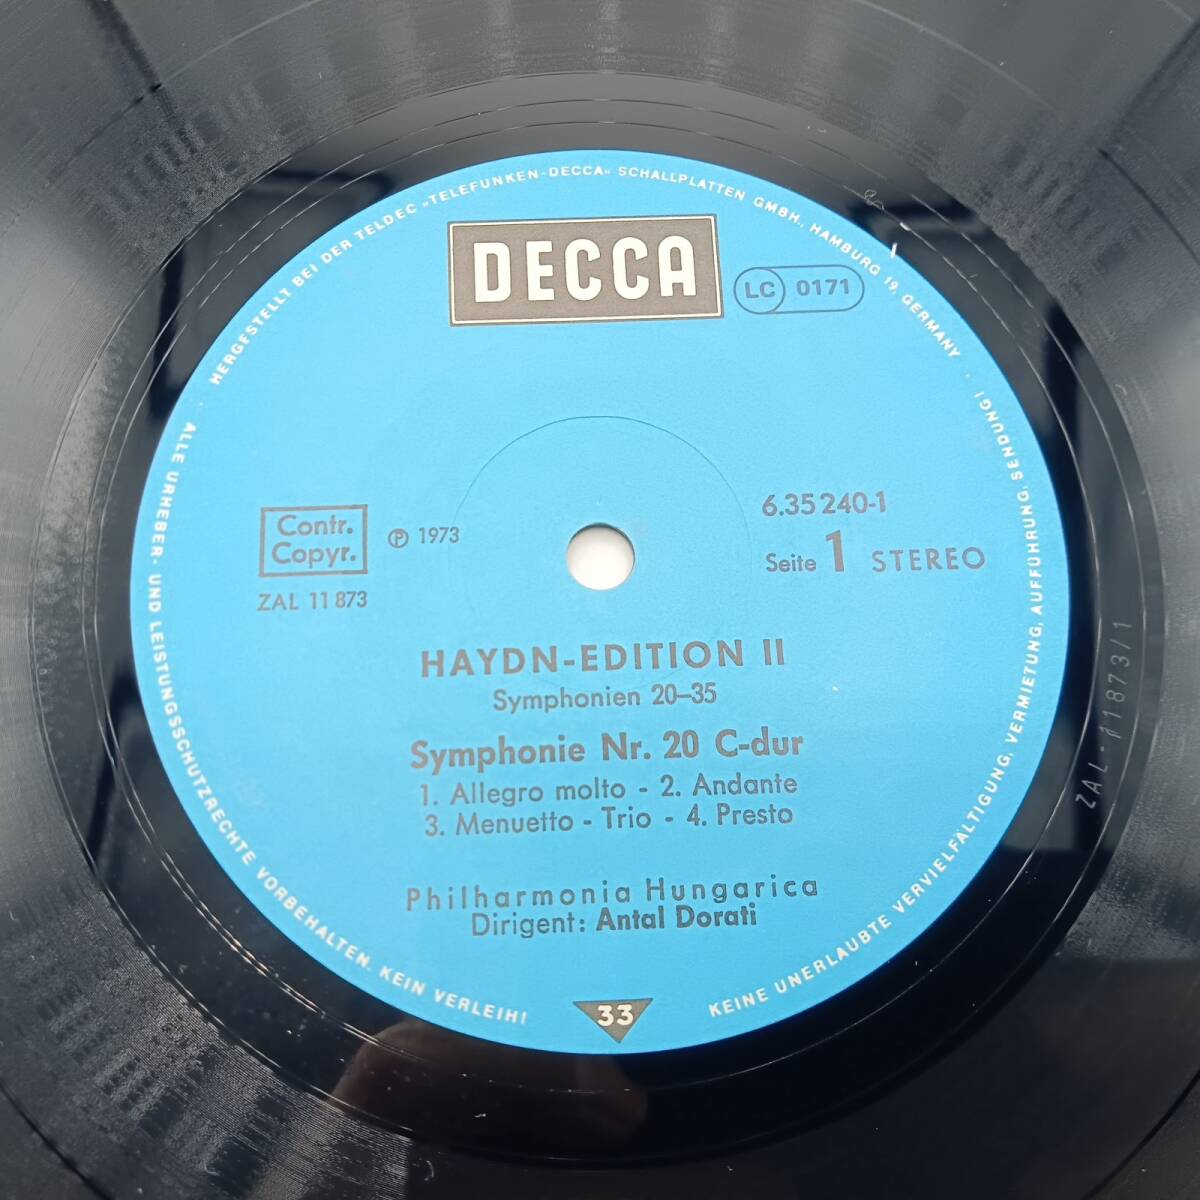 HERGESTELLT BEI DER TELDEC »TELEFUNKEN-DECCA« SCHALLPLATTEN GMBH., HAMBURG 19, GERMANY ·
DECCA
LC 0171
Contr.
Copyr.
℗ 1973
ZAL 11 873
6.35 240-1
Seite 1 STEREO
HAYDN-EDITION II
Symphonien 20–35
Symphonie Nr. 20 C-dur
1. Allegro molto - 2. Andante
3. Menuetto - Trio - 4. Presto
Philharmonia Hungarica
Dirigent: Antal Dorati
33
ALLE URHEBER- UND LEISTUNGSSCHUTZRECHTE VORBEHALTEN. KEIN VERLEIH!
KEINE UNERLAUBTE VERVIELFÄLTIGUNG, VERMIETUNG, AUFFÜHRUNG, SENDUNG!
ZAL-11873/1